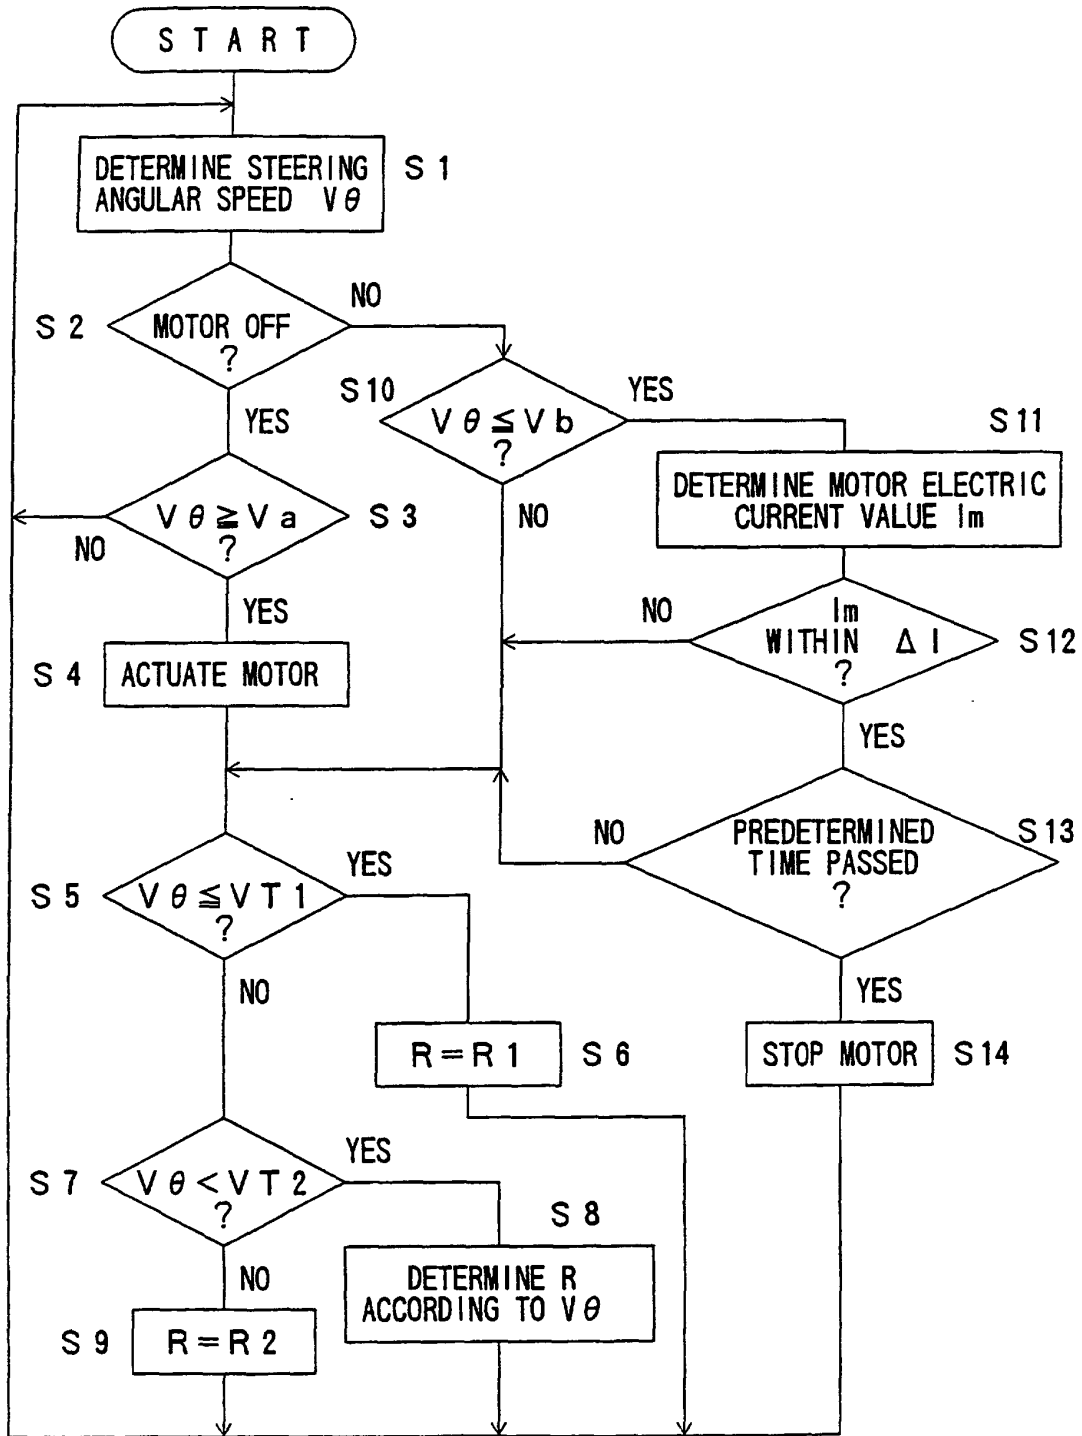 START
DETERMINE STEERING
ANGULAR SPEED Vθ
S1
S2
MOTOR OFF
?
NO
YES
S10
Vθ≦Vb
?
YES
NO
S11
DETERMINE MOTOR ELECTRIC
CURRENT VALUE Im
S3
Vθ≧Va
?
NO
YES
S4
ACTUATE MOTOR
Im
WITHIN ΔI
?
S12
NO
YES
PREDETERMINED
TIME PASSED
?
S13
NO
YES
S5
Vθ≦VT1
?
YES
NO
R=R1
S6
STOP MOTOR
S14
S7
Vθ<VT2
?
YES
NO
S8
DETERMINE R
ACCORDING TO Vθ
S9
R=R2